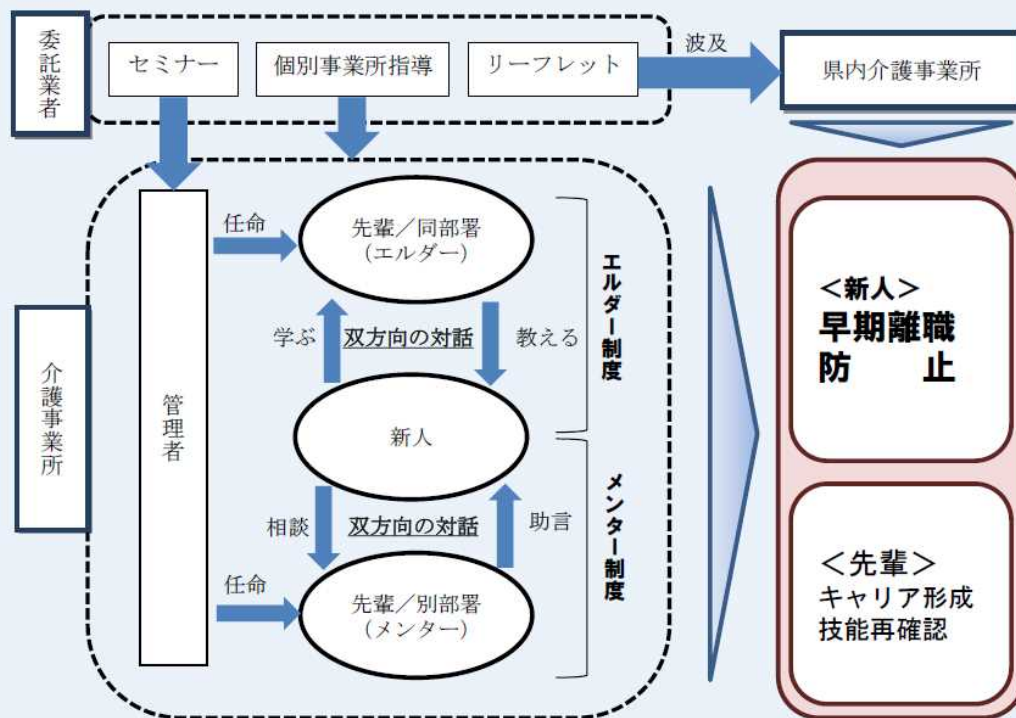 委託業者
セミナー
個別事業所指導
リーフレット
波及
県内介護事業所
介護事業所
管理者
任命
先輩／同部署
（エルダー）
学ぶ
双方向の対話
教える
エルダー制度
新人
相談
双方向の対話
助言
メンター制度
任命
先輩／別部署
（メンター）
＜新人＞
早期離職
防　　止
＜先輩＞
キャリア形成
技能再確認